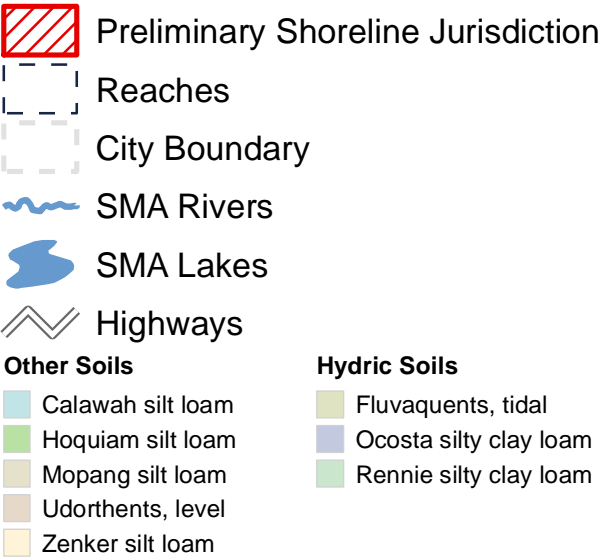 Preliminary Shoreline Jurisdiction
Reaches
City Boundary
SMA Rivers
SMA Lakes
Highways
Other Soils
Calawah silt loam
Hoquiam silt loam
Mopang silt loam
Udorthents, level
Zenker silt loam
Hydric Soils
Fluvaquents, tidal
Ocosta silty clay loam
Rennie silty clay loam